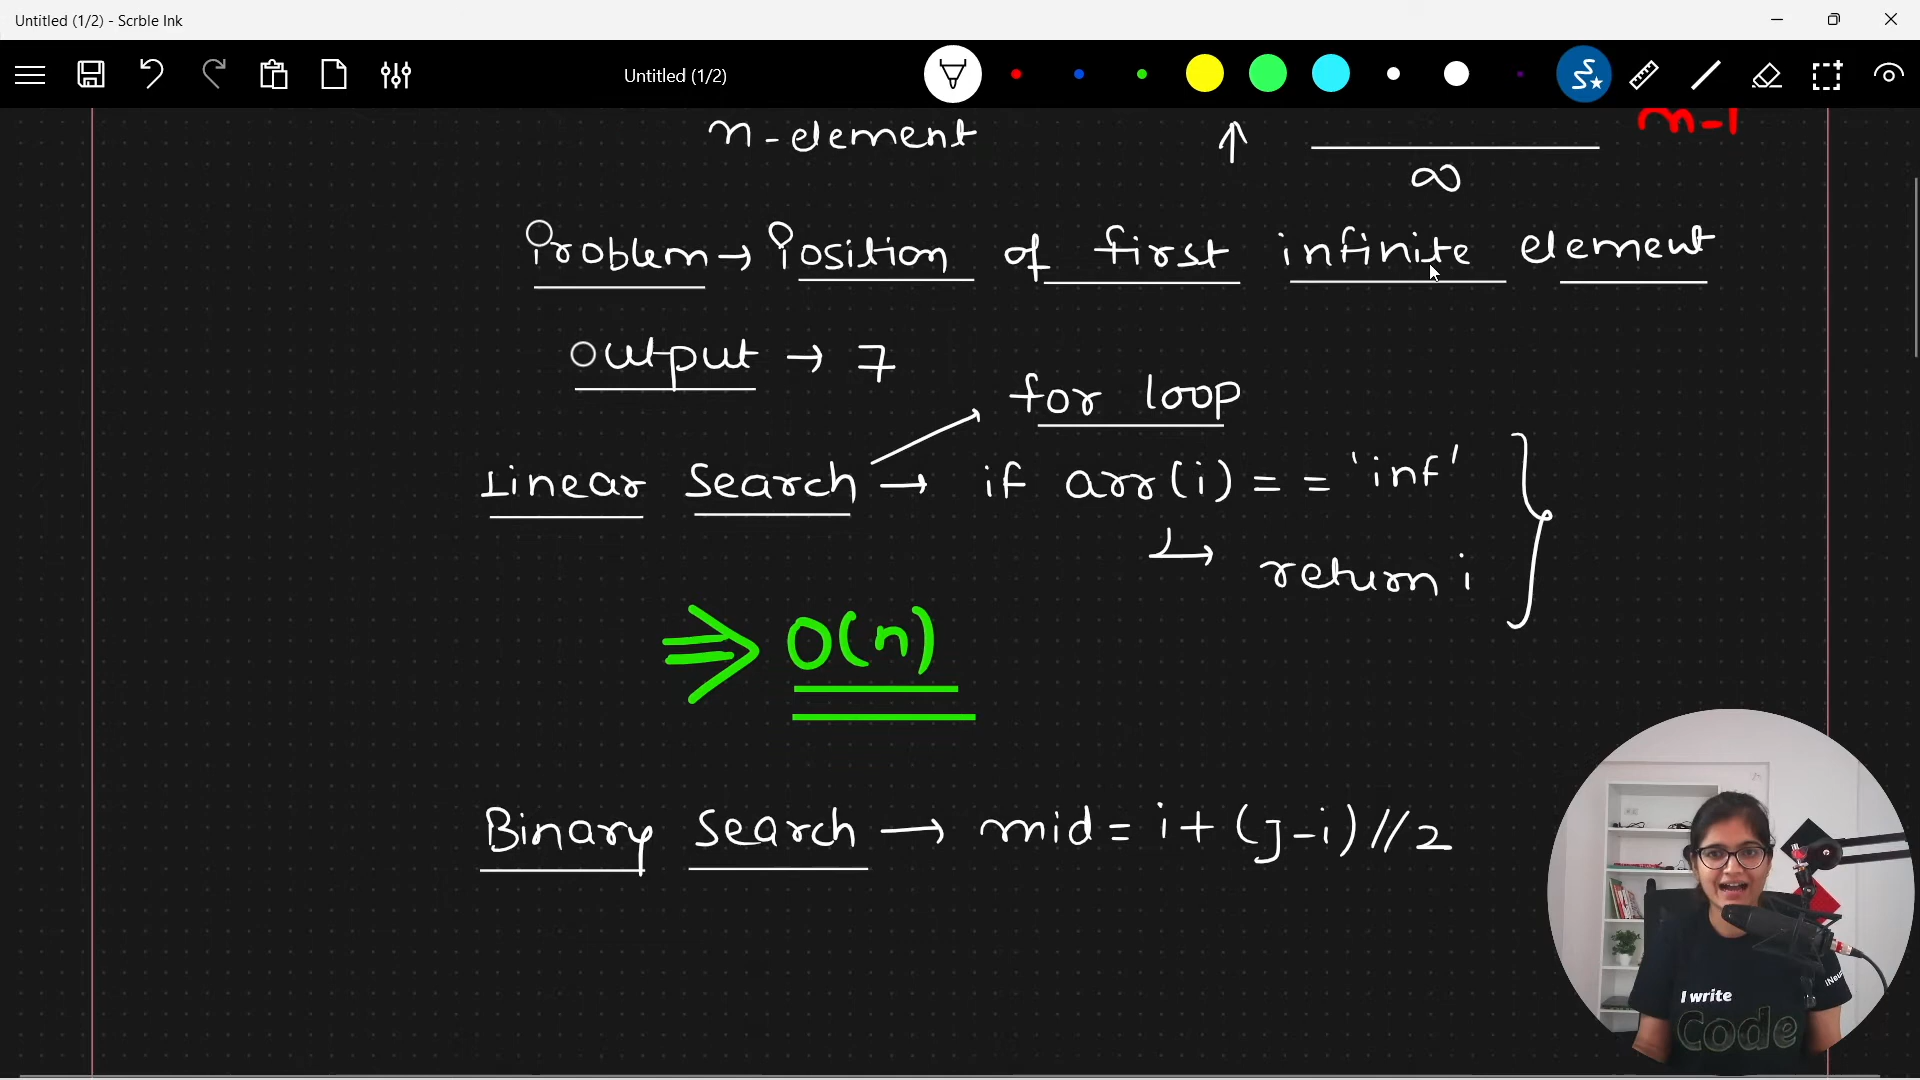 Untitled (1/2) - Scrble Ink
Untitled (1/2)
n-1
n-element ↑
∞
Problem → Position of first infinite element
Output → 7
for loop
Linear Search → if arr(i) == 'inf'
↳ return i
⇒ O(n)
Binary Search → mid = i + (j-i)//2
I write
Code